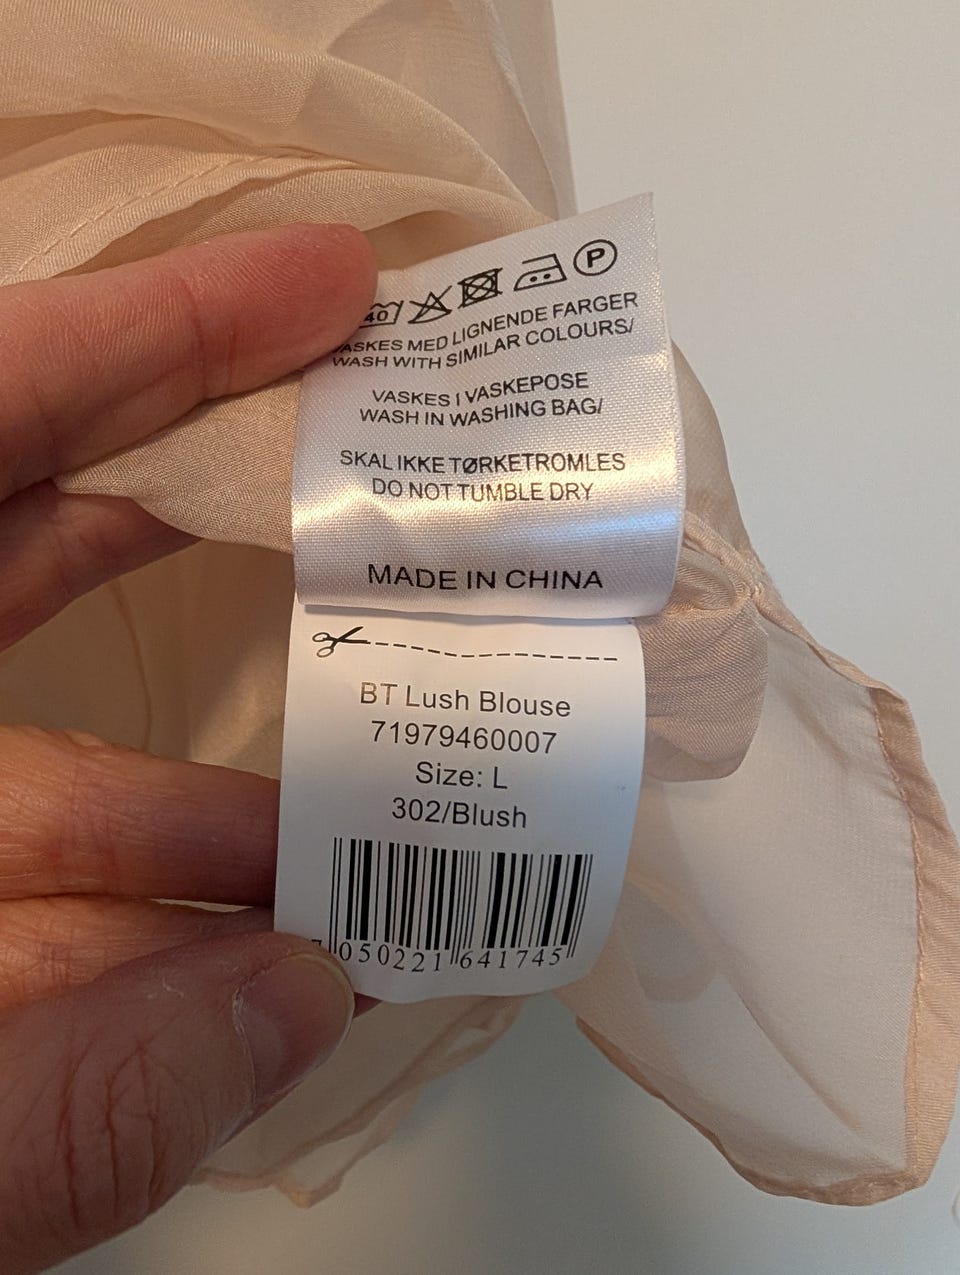 40 P
VASKES MED LIGNENDE FARGER
WASH WITH SIMILAR COLOURS/
VASKES I VASKEPOSE
WASH IN WASHING BAG/
SKAL IKKE TØRKETROMLES
DO NOT TUMBLE DRY
MADE IN CHINA
BT Lush Blouse
71979460007
Size: L
302/Blush
7 050221 641745